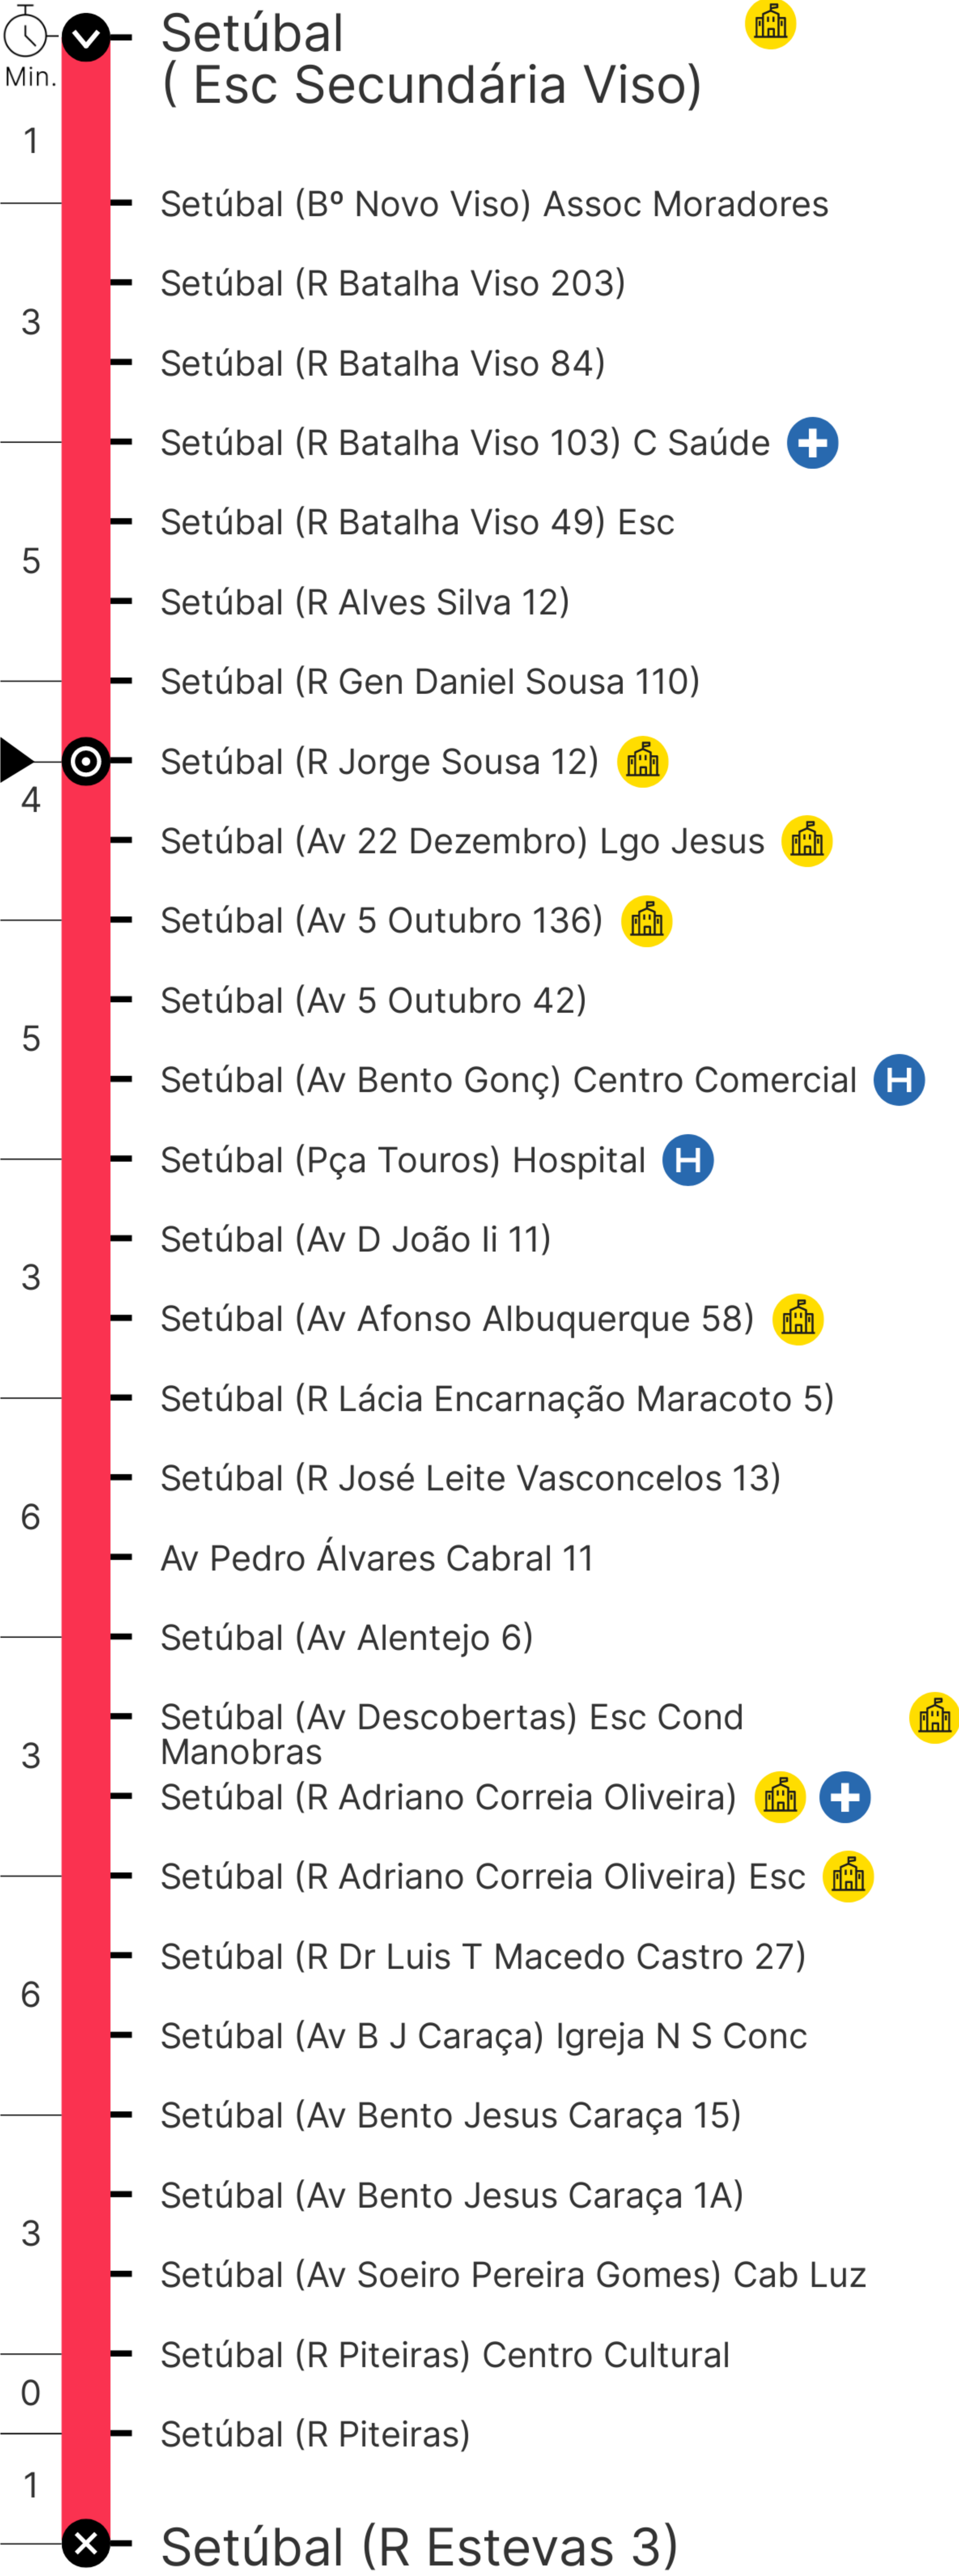 Setúbal
( Esc Secundária Viso)
Min.
1
Setúbal (Bº Novo Viso) Assoc Moradores
Setúbal (R Batalha Viso 203)
3
Setúbal (R Batalha Viso 84)
Setúbal (R Batalha Viso 103) C Saúde
Setúbal (R Batalha Viso 49) Esc
5
Setúbal (R Alves Silva 12)
Setúbal (R Gen Daniel Sousa 110)
Setúbal (R Jorge Sousa 12)
4
Setúbal (Av 22 Dezembro) Lgo Jesus
Setúbal (Av 5 Outubro 136)
Setúbal (Av 5 Outubro 42)
5
Setúbal (Av Bento Gonç) Centro Comercial H
Setúbal (Pça Touros) Hospital H
Setúbal (Av D João Ii 11)
3
Setúbal (Av Afonso Albuquerque 58)
Setúbal (R Lácia Encarnação Maracoto 5)
Setúbal (R José Leite Vasconcelos 13)
6
Av Pedro Álvares Cabral 11
Setúbal (Av Alentejo 6)
Setúbal (Av Descobertas) Esc Cond
Manobras
3
Setúbal (R Adriano Correia Oliveira)
Setúbal (R Adriano Correia Oliveira) Esc
Setúbal (R Dr Luis T Macedo Castro 27)
6
Setúbal (Av B J Caraça) Igreja N S Conc
Setúbal (Av Bento Jesus Caraça 15)
Setúbal (Av Bento Jesus Caraça 1A)
3
Setúbal (Av Soeiro Pereira Gomes) Cab Luz
Setúbal (R Piteiras) Centro Cultural
0
Setúbal (R Piteiras)
1
Setúbal (R Estevas 3)